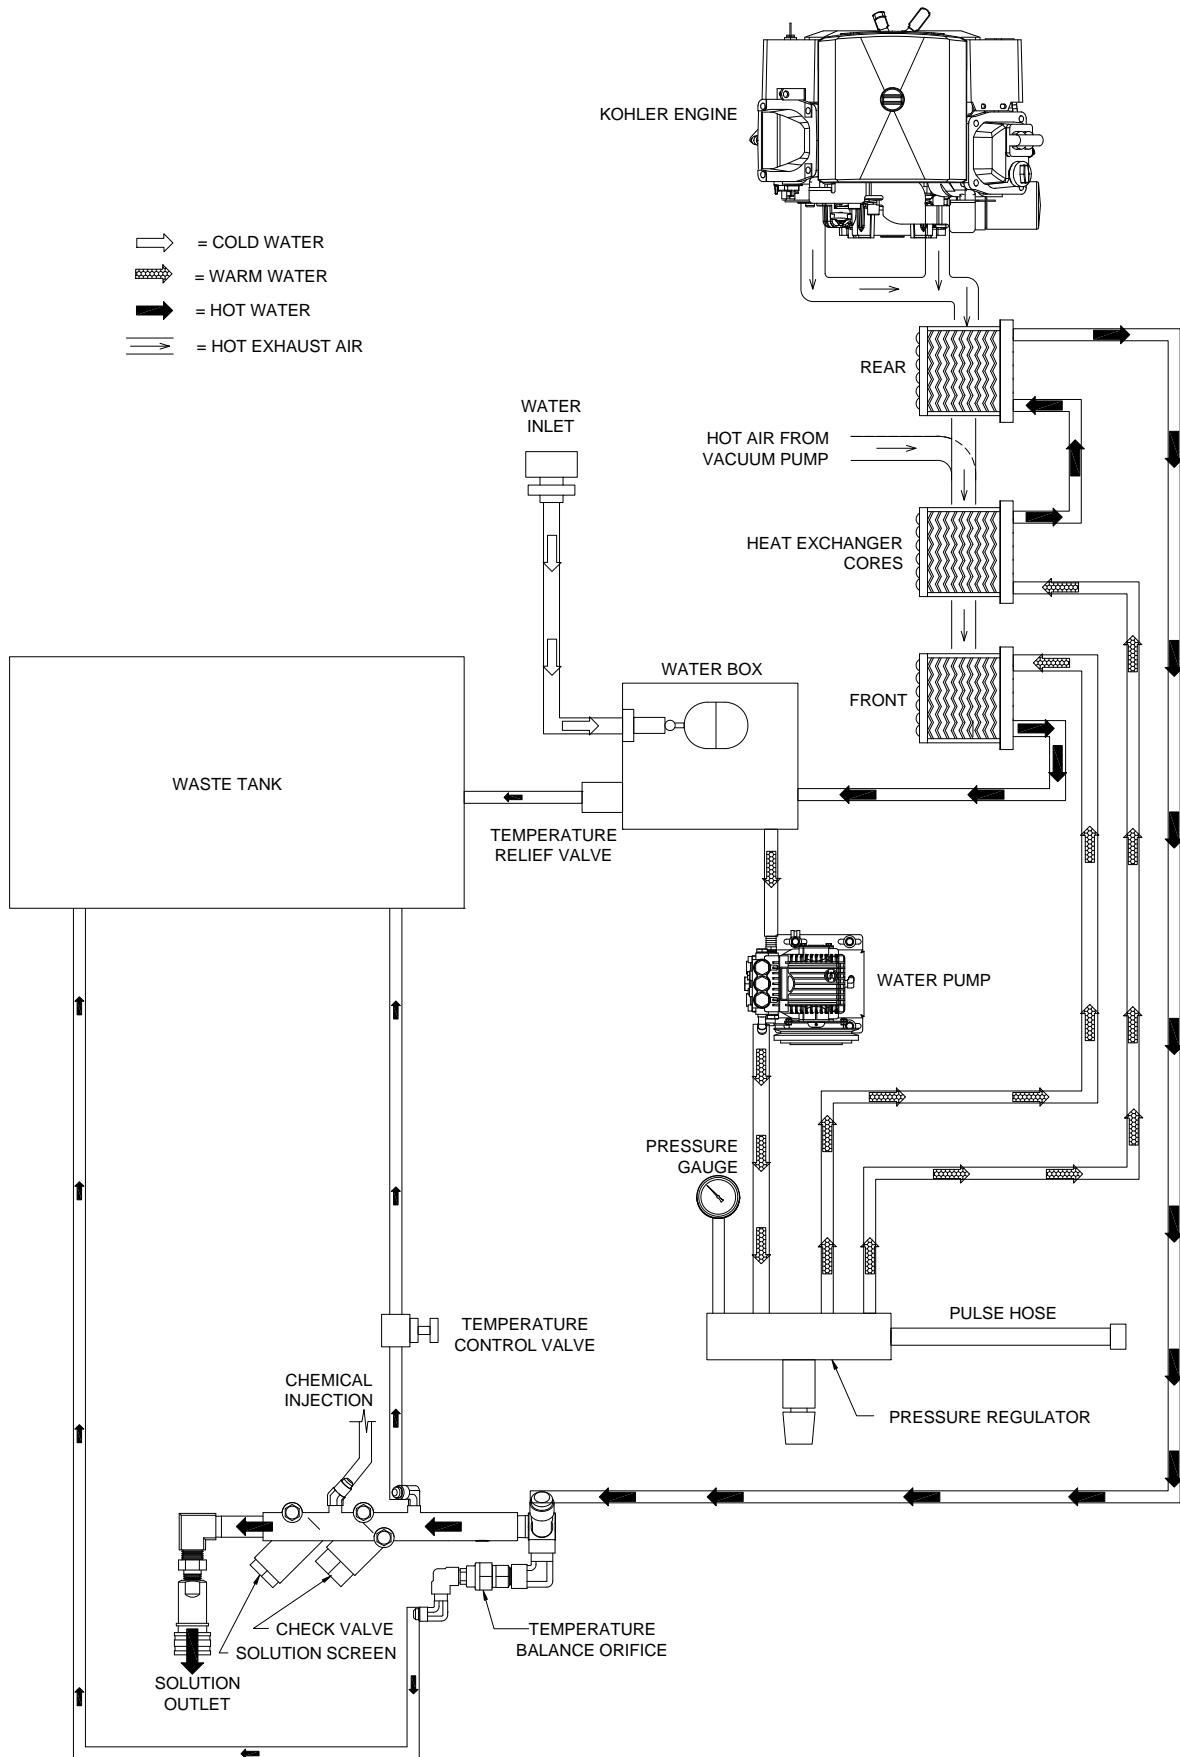 KOHLER ENGINE
= COLD WATER
= WARM WATER
= HOT WATER
= HOT EXHAUST AIR
REAR
WATER
INLET
HOT AIR FROM
VACUUM PUMP
HEAT EXCHANGER
CORES
WATER BOX
FRONT
WASTE TANK
TEMPERATURE
RELIEF VALVE
WATER PUMP
PRESSURE
GAUGE
PULSE HOSE
TEMPERATURE
CONTROL VALVE
CHEMICAL
INJECTION
PRESSURE REGULATOR
CHECK VALVE
SOLUTION SCREEN
TEMPERATURE
BALANCE ORIFICE
SOLUTION
OUTLET